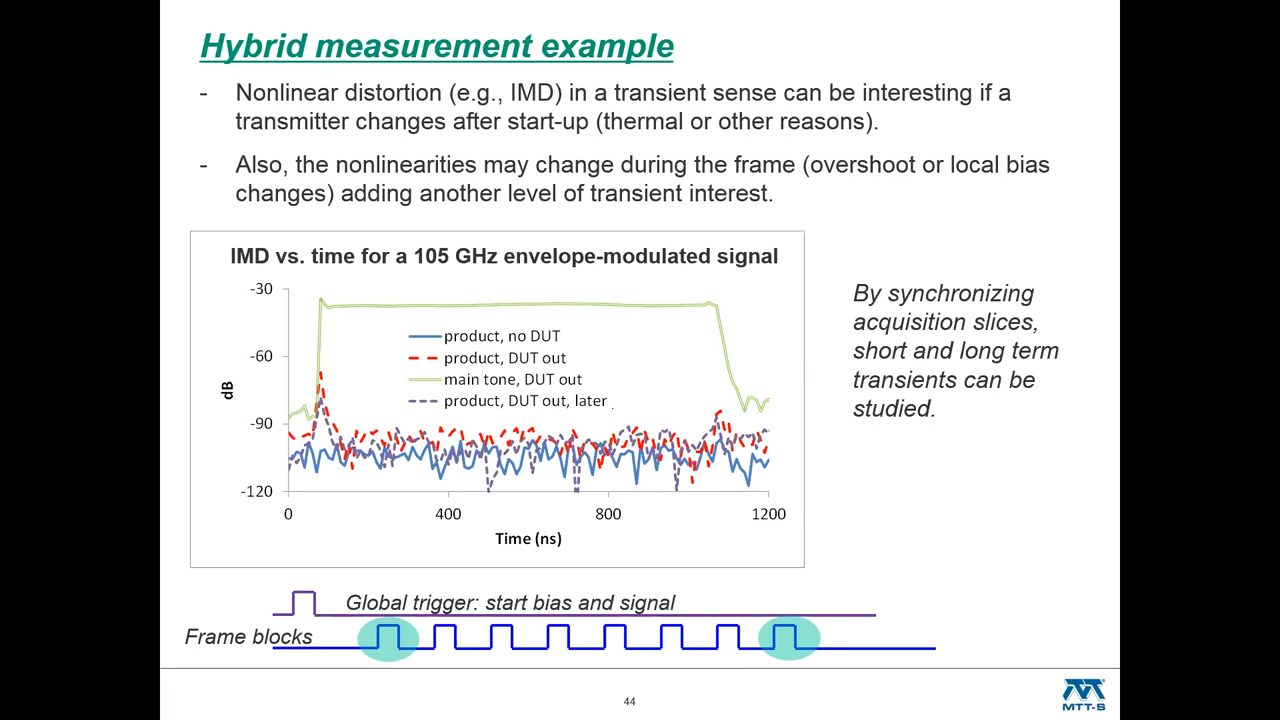 Hybrid measurement example
- Nonlinear distortion (e.g., IMD) in a transient sense can be interesting if a
transmitter changes after start-up (thermal or other reasons).
- Also, the nonlinearities may change during the frame (overshoot or local bias
changes) adding another level of transient interest.
IMD vs. time for a 105 GHz envelope-modulated signal
-30
-60
-90
-120
dB
product, no DUT
product, DUT out
main tone, DUT out
product, DUT out, later
0 400 800 1200
Time (ns)
By synchronizing
acquisition slices,
short and long term
transients can be
studied.
Global trigger: start bias and signal
Frame blocks
44
MTT-S